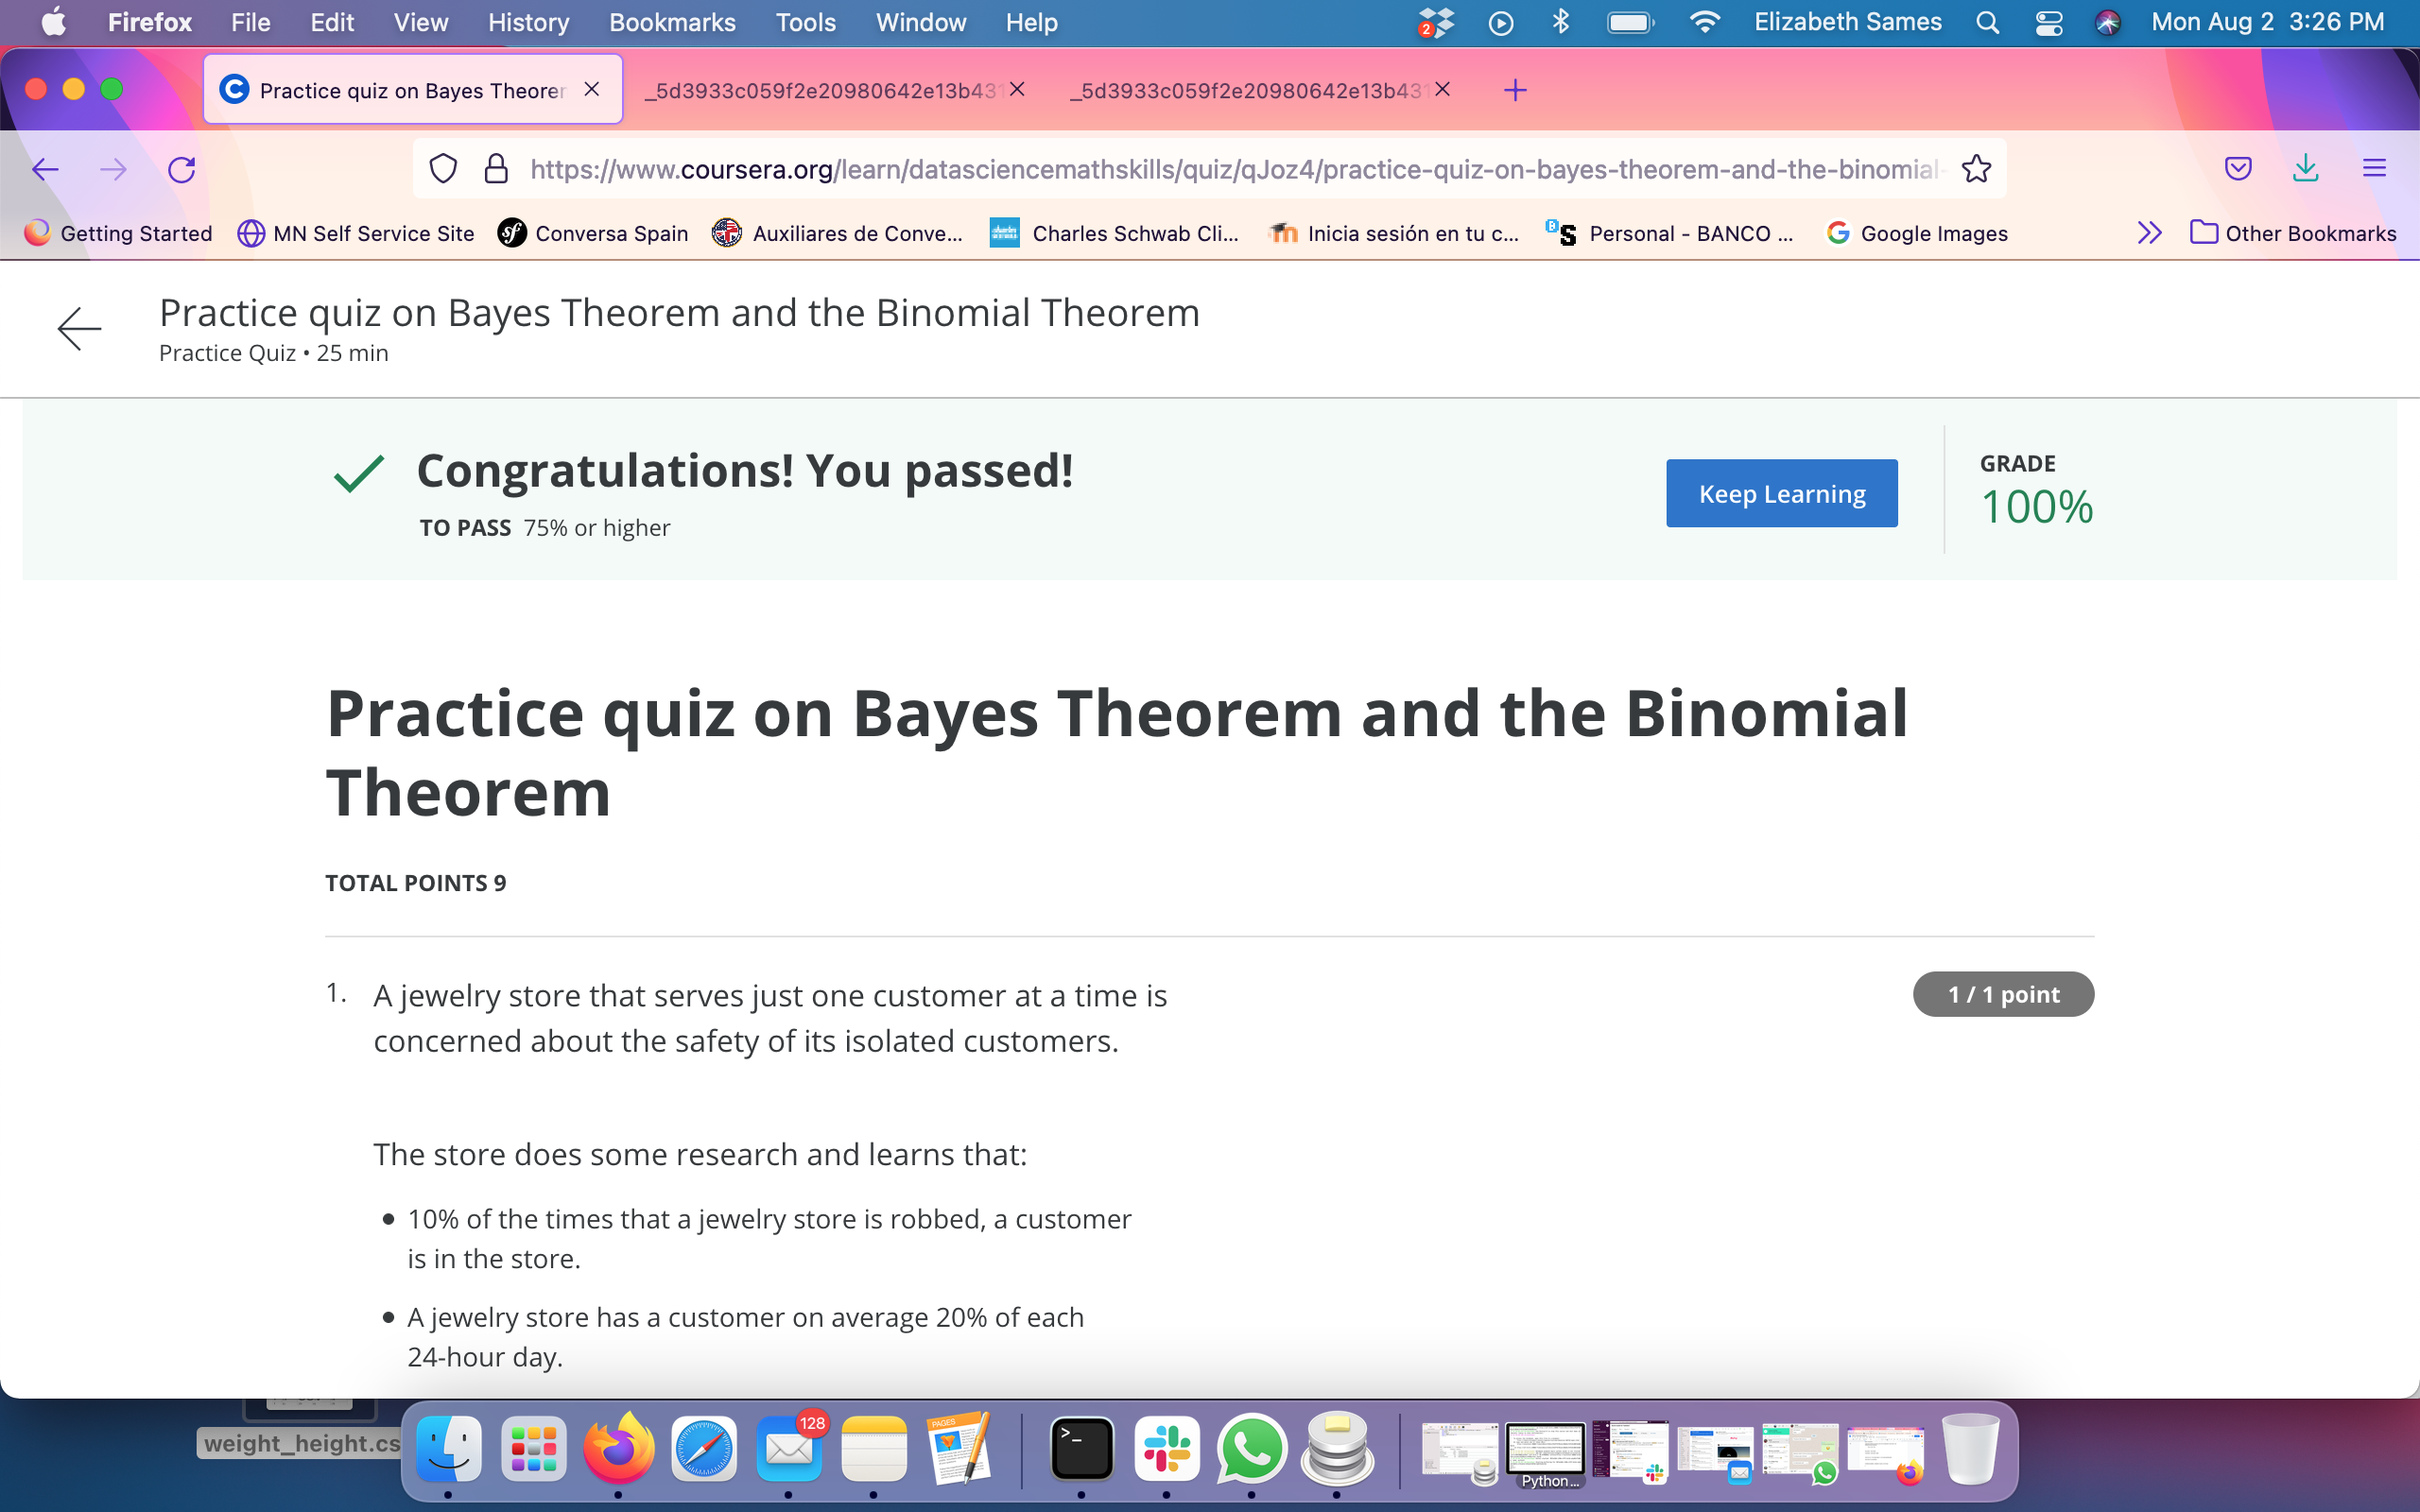 Firefox File Edit View History Bookmarks Tools Window Help 2 Elizabeth Sames Mon Aug 2 3:26 PM
Practice quiz on Bayes Theorer _5d3933c059f2e20980642e13b431 _5d3933c059f2e20980642e13b431
https://www.coursera.org/learn/datasciencemathskills/quiz/qJoz4/practice-quiz-on-bayes-theorem-and-the-binomial-
Getting Started MN Self Service Site Conversa Spain Auxiliares de Conve... Charles Schwab Cli... Inicia sesión en tu c... Personal - BANCO ... Google Images Other Bookmarks
Practice quiz on Bayes Theorem and the Binomial Theorem
Practice Quiz • 25 min
Congratulations! You passed!
TO PASS 75% or higher
Keep Learning
GRADE
100%
Practice quiz on Bayes Theorem and the Binomial
Theorem
TOTAL POINTS 9
1. A jewelry store that serves just one customer at a time is
concerned about the safety of its isolated customers.
1 / 1 point
The store does some research and learns that:
• 10% of the times that a jewelry store is robbed, a customer
is in the store.
• A jewelry store has a customer on average 20% of each
24-hour day.
weight_height.cs
128
PAGES
Python...